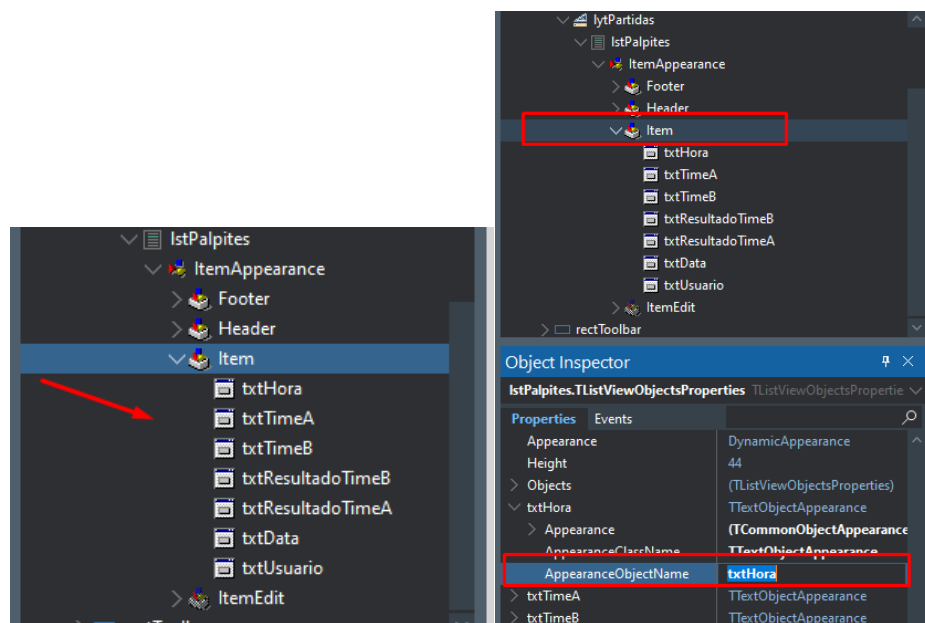 lstPalpites
ItemAppearance
Footer
Header
Item
txtHora
txtTimeA
txtTimeB
txtResultadoTimeB
txtResultadoTimeA
txtData
txtUsuario
ItemEdit
lytPartidas
lstPalpites
ItemAppearance
Footer
Header
Item
txtHora
txtTimeA
txtTimeB
txtResultadoTimeB
txtResultadoTimeA
txtData
txtUsuario
ItemEdit
rectToolbar
Object Inspector
lstPalpites.TListViewObjectsProperties TListViewObjectsPropertie
Properties Events
Appearance DynamicAppearance
Height 44
Objects (TListViewObjectsProperties)
txtHora TTextObjectAppearance
Appearance (TCommonObjectAppearance
AppearanceClassName TTextObjectAppearance
AppearanceObjectName txtHora
txtTimeA TTextObjectAppearance
txtTimeB TTextObjectAppearance